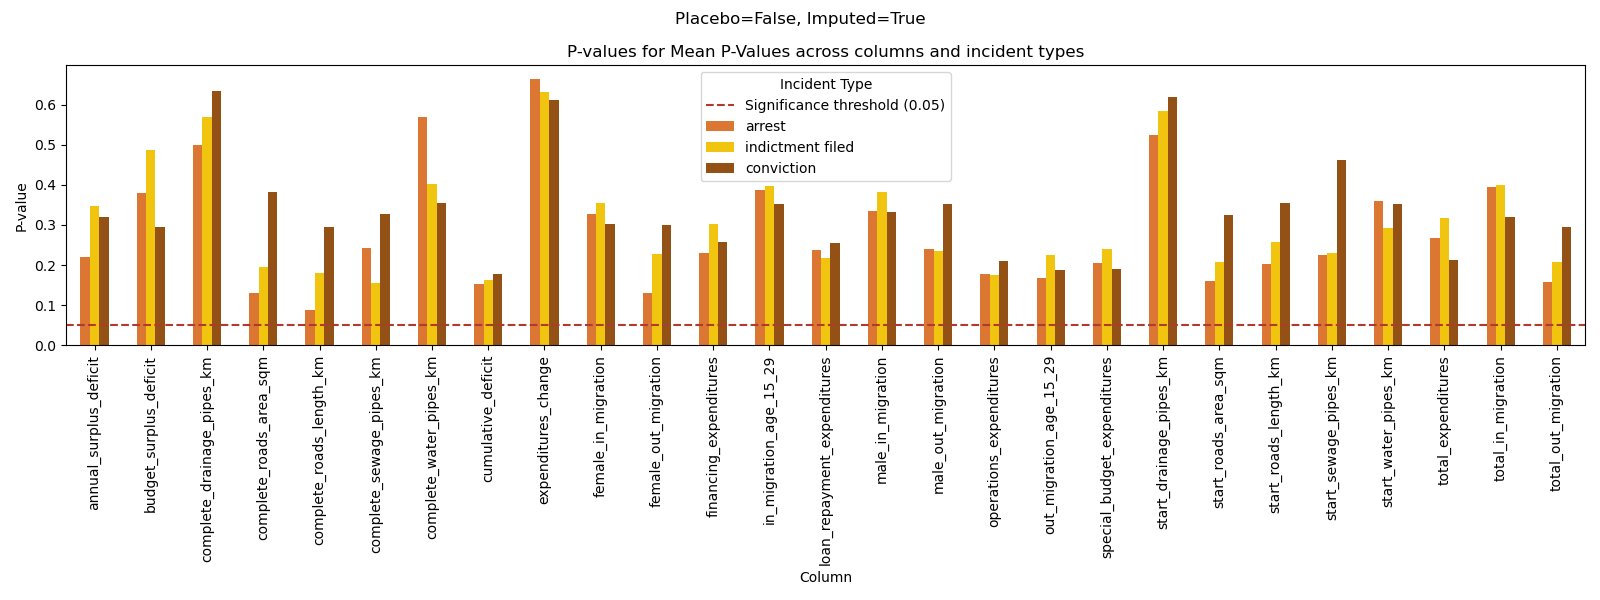 Placebo=False, Imputed=True
P-values for Mean P-Values across columns and incident types
Incident Type
Significance threshold (0.05)
arrest
indictment filed
conviction
P-value
0.6
0.5
0.4
0.3
0.2
0.1
0.0
annual_surplus_deficit
budget_surplus_deficit
complete_drainage_pipes_km
complete_roads_area_sqm
complete_roads_length_km
complete_sewage_pipes_km
complete_water_pipes_km
cumulative_deficit
expenditures_change
female_in_migration
female_out_migration
financing_expenditures
in_migration_age_15_29
loan_repayment_expenditures
male_in_migration
male_out_migration
operations_expenditures
out_migration_age_15_29
special_budget_expenditures
start_drainage_pipes_km
start_roads_area_sqm
start_roads_length_km
start_sewage_pipes_km
start_water_pipes_km
total_expenditures
total_in_migration
total_out_migration
Column